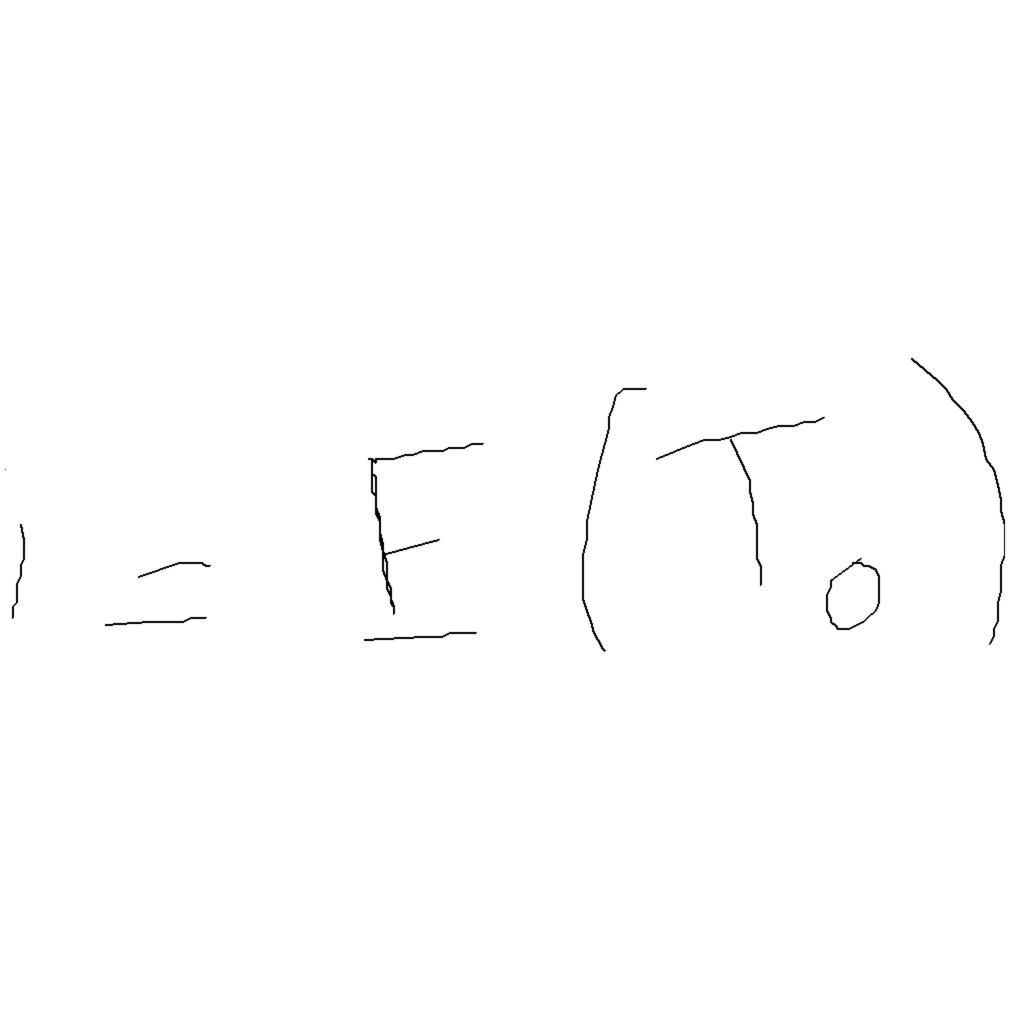 ) = E(T₀)